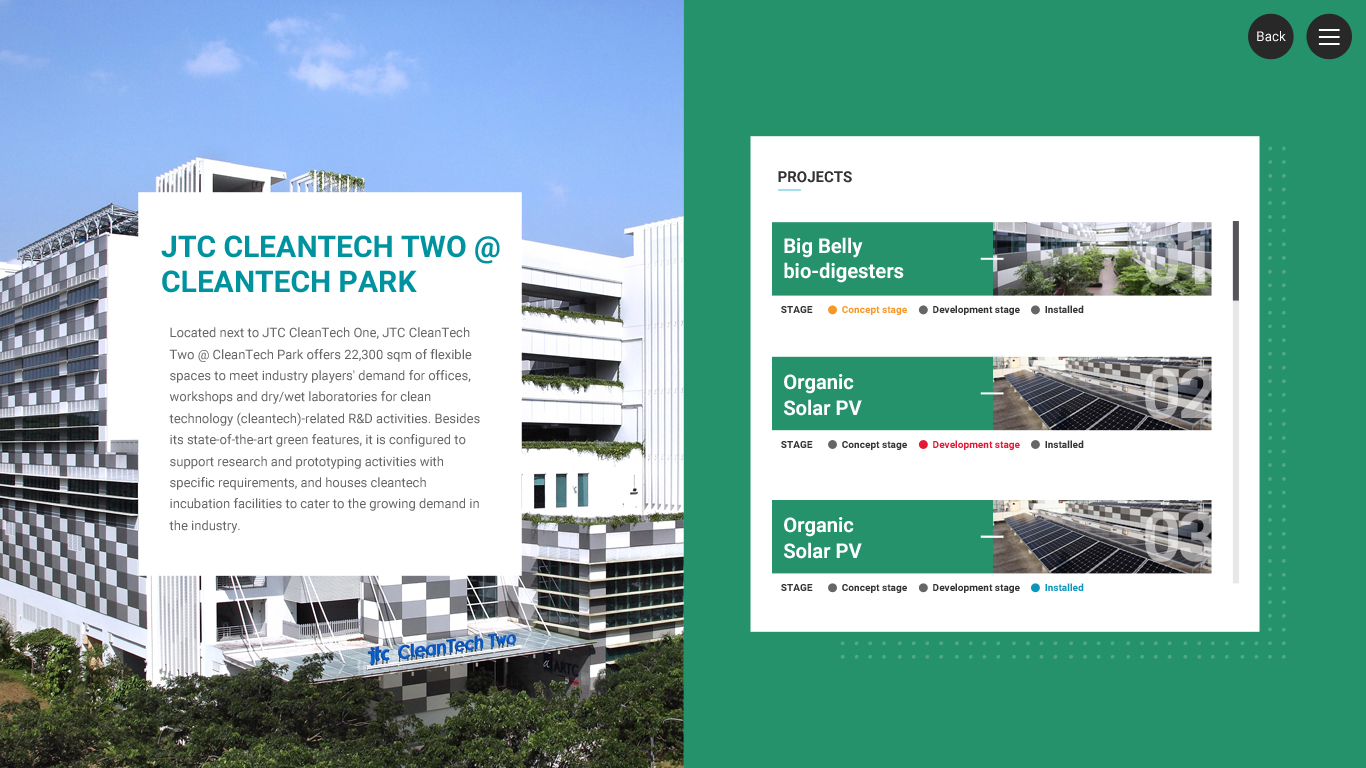 Back
JTC CLEANTECH TWO @
CLEANTECH PARK
Located next to JTC CleanTech One, JTC CleanTech
Two @ CleanTech Park offers 22,300 sqm of flexible
spaces to meet industry players' demand for offices,
workshops and dry/wet laboratories for clean
technology (cleantech)-related R&D activities. Besides
its state-of-the-art green features, it is configured to
support research and prototyping activities with
specific requirements, and houses cleantech
incubation facilities to cater to the growing demand in
the industry.
jtc CleanTech Two
ARTC
PROJECTS
Big Belly
bio-digesters
01
STAGE Concept stage Development stage Installed
Organic
Solar PV
02
STAGE Concept stage Development stage Installed
Organic
Solar PV
03
STAGE Concept stage Development stage Installed